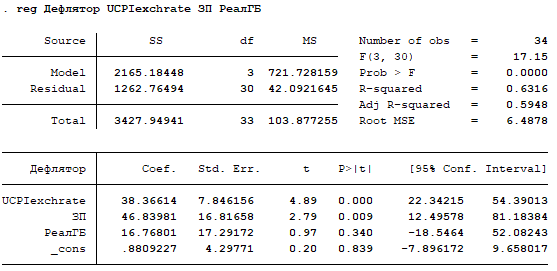 . reg Дефлятор UCPIexchrate ЗП РеалГБ
Source SS df MS Number of obs = 34
F(3, 30) = 17.15
Model 2165.18448 3 721.728159 Prob > F = 0.0000
Residual 1262.76494 30 42.0921645 R-squared = 0.6316
Adj R-squared = 0.5948
Total 3427.94941 33 103.877255 Root MSE = 6.4878
Дефлятор Coef. Std. Err. t P>|t| [95% Conf. Interval]
UCPIexchrate 38.36614 7.846156 4.89 0.000 22.34215 54.39013
ЗП 46.83981 16.81658 2.79 0.009 12.49578 81.18384
РеалГБ 16.76801 17.29172 0.97 0.340 -18.5464 52.08243
_cons .8809227 4.29771 0.20 0.839 -7.896172 9.658017